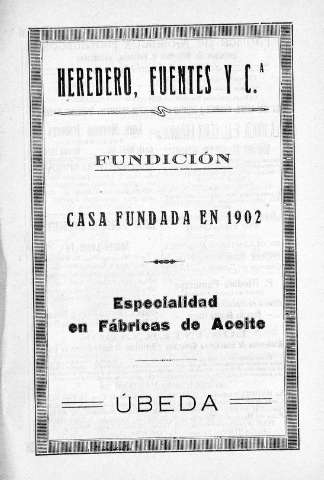 HEREDERO, FUENTES Y C.ª
FUNDICIÓN
CASA FUNDADA EN 1902
Especialidad
en Fábricas de Aceite
ÚBEDA